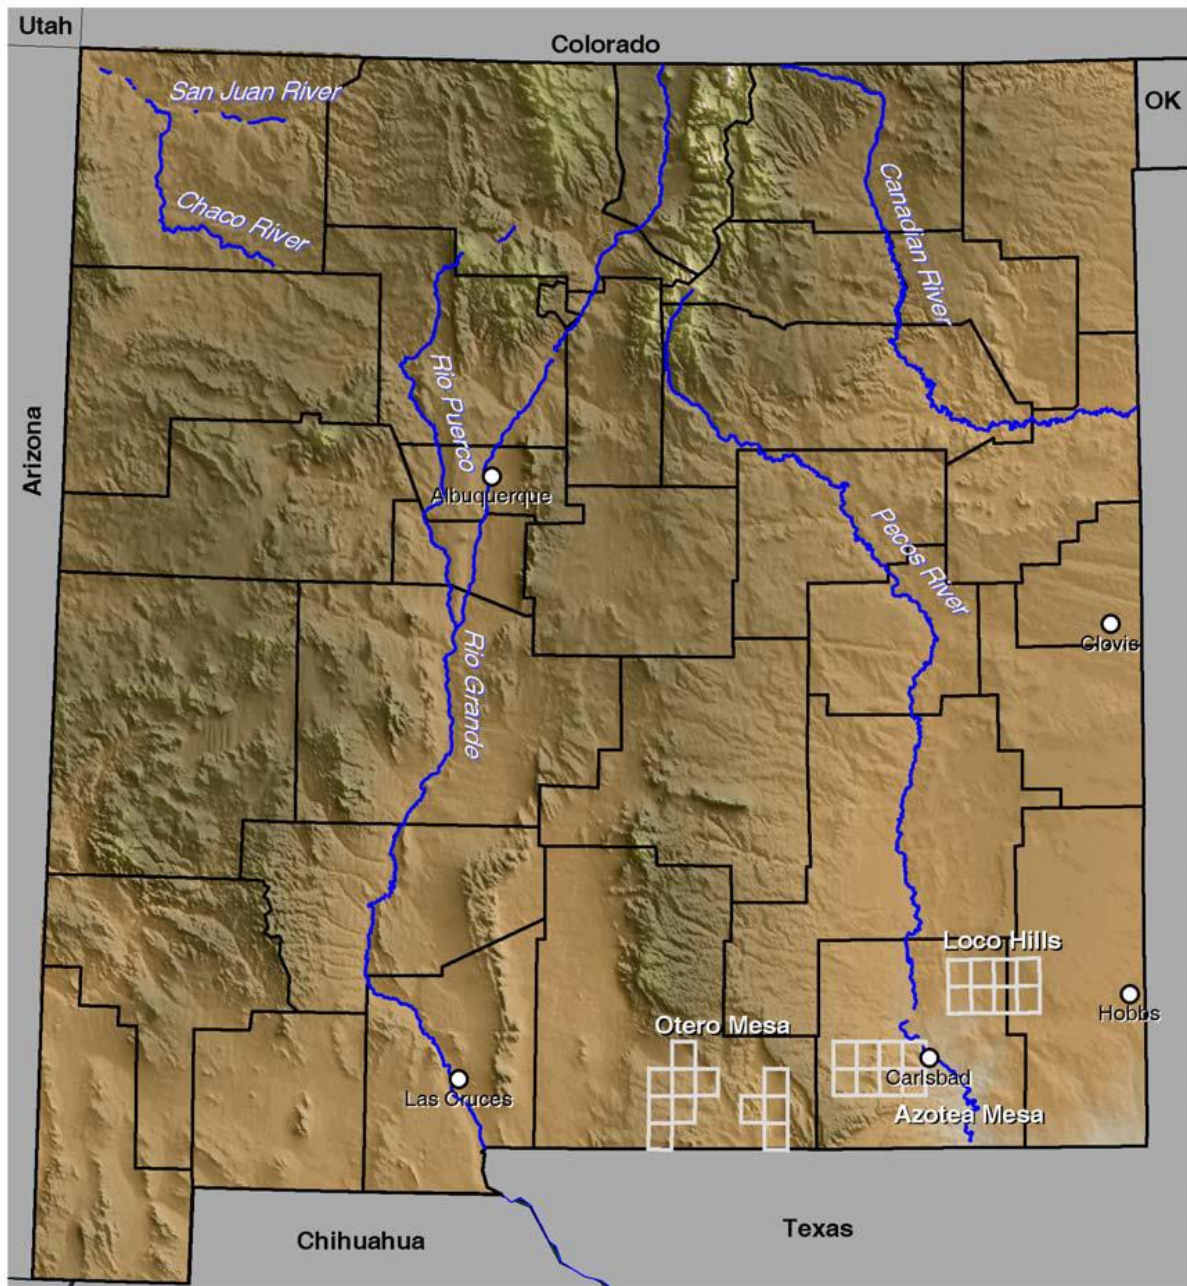 Utah
Colorado
OK
San Juan River
Chaco River
Canadian River
Rio Puerco
Arizona
Albuquerque
Pecos River
Clovis
Rio Grande
Loco Hills
Hobbs
Otero Mesa
Carlsbad
Las Cruces
Azotea Mesa
Chihuahua
Texas